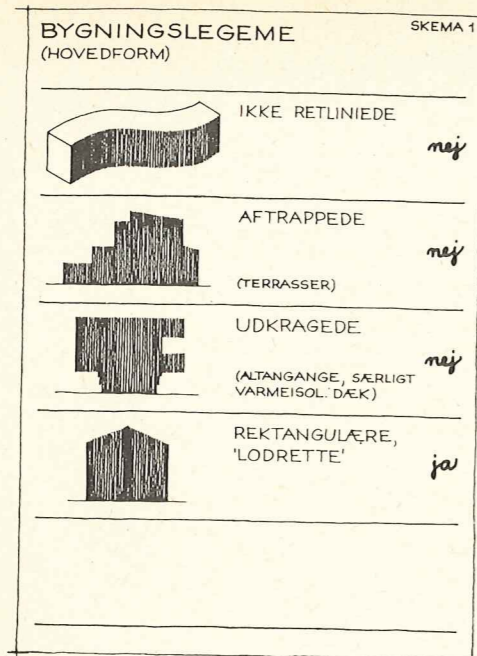 BYGNINGSLEGEME
SKEMA 1
(HOVEDFORM)
IKKE RETLINIEDE
nej
AFTRAPPEDE
nej
(TERRASSER)
UDKRAGEDE
nej
(ALTANGANGE, SÆRLIGT
VARMEISOL. DÆK)
REKTANGULÆRE,
'LODRETTE'
ja